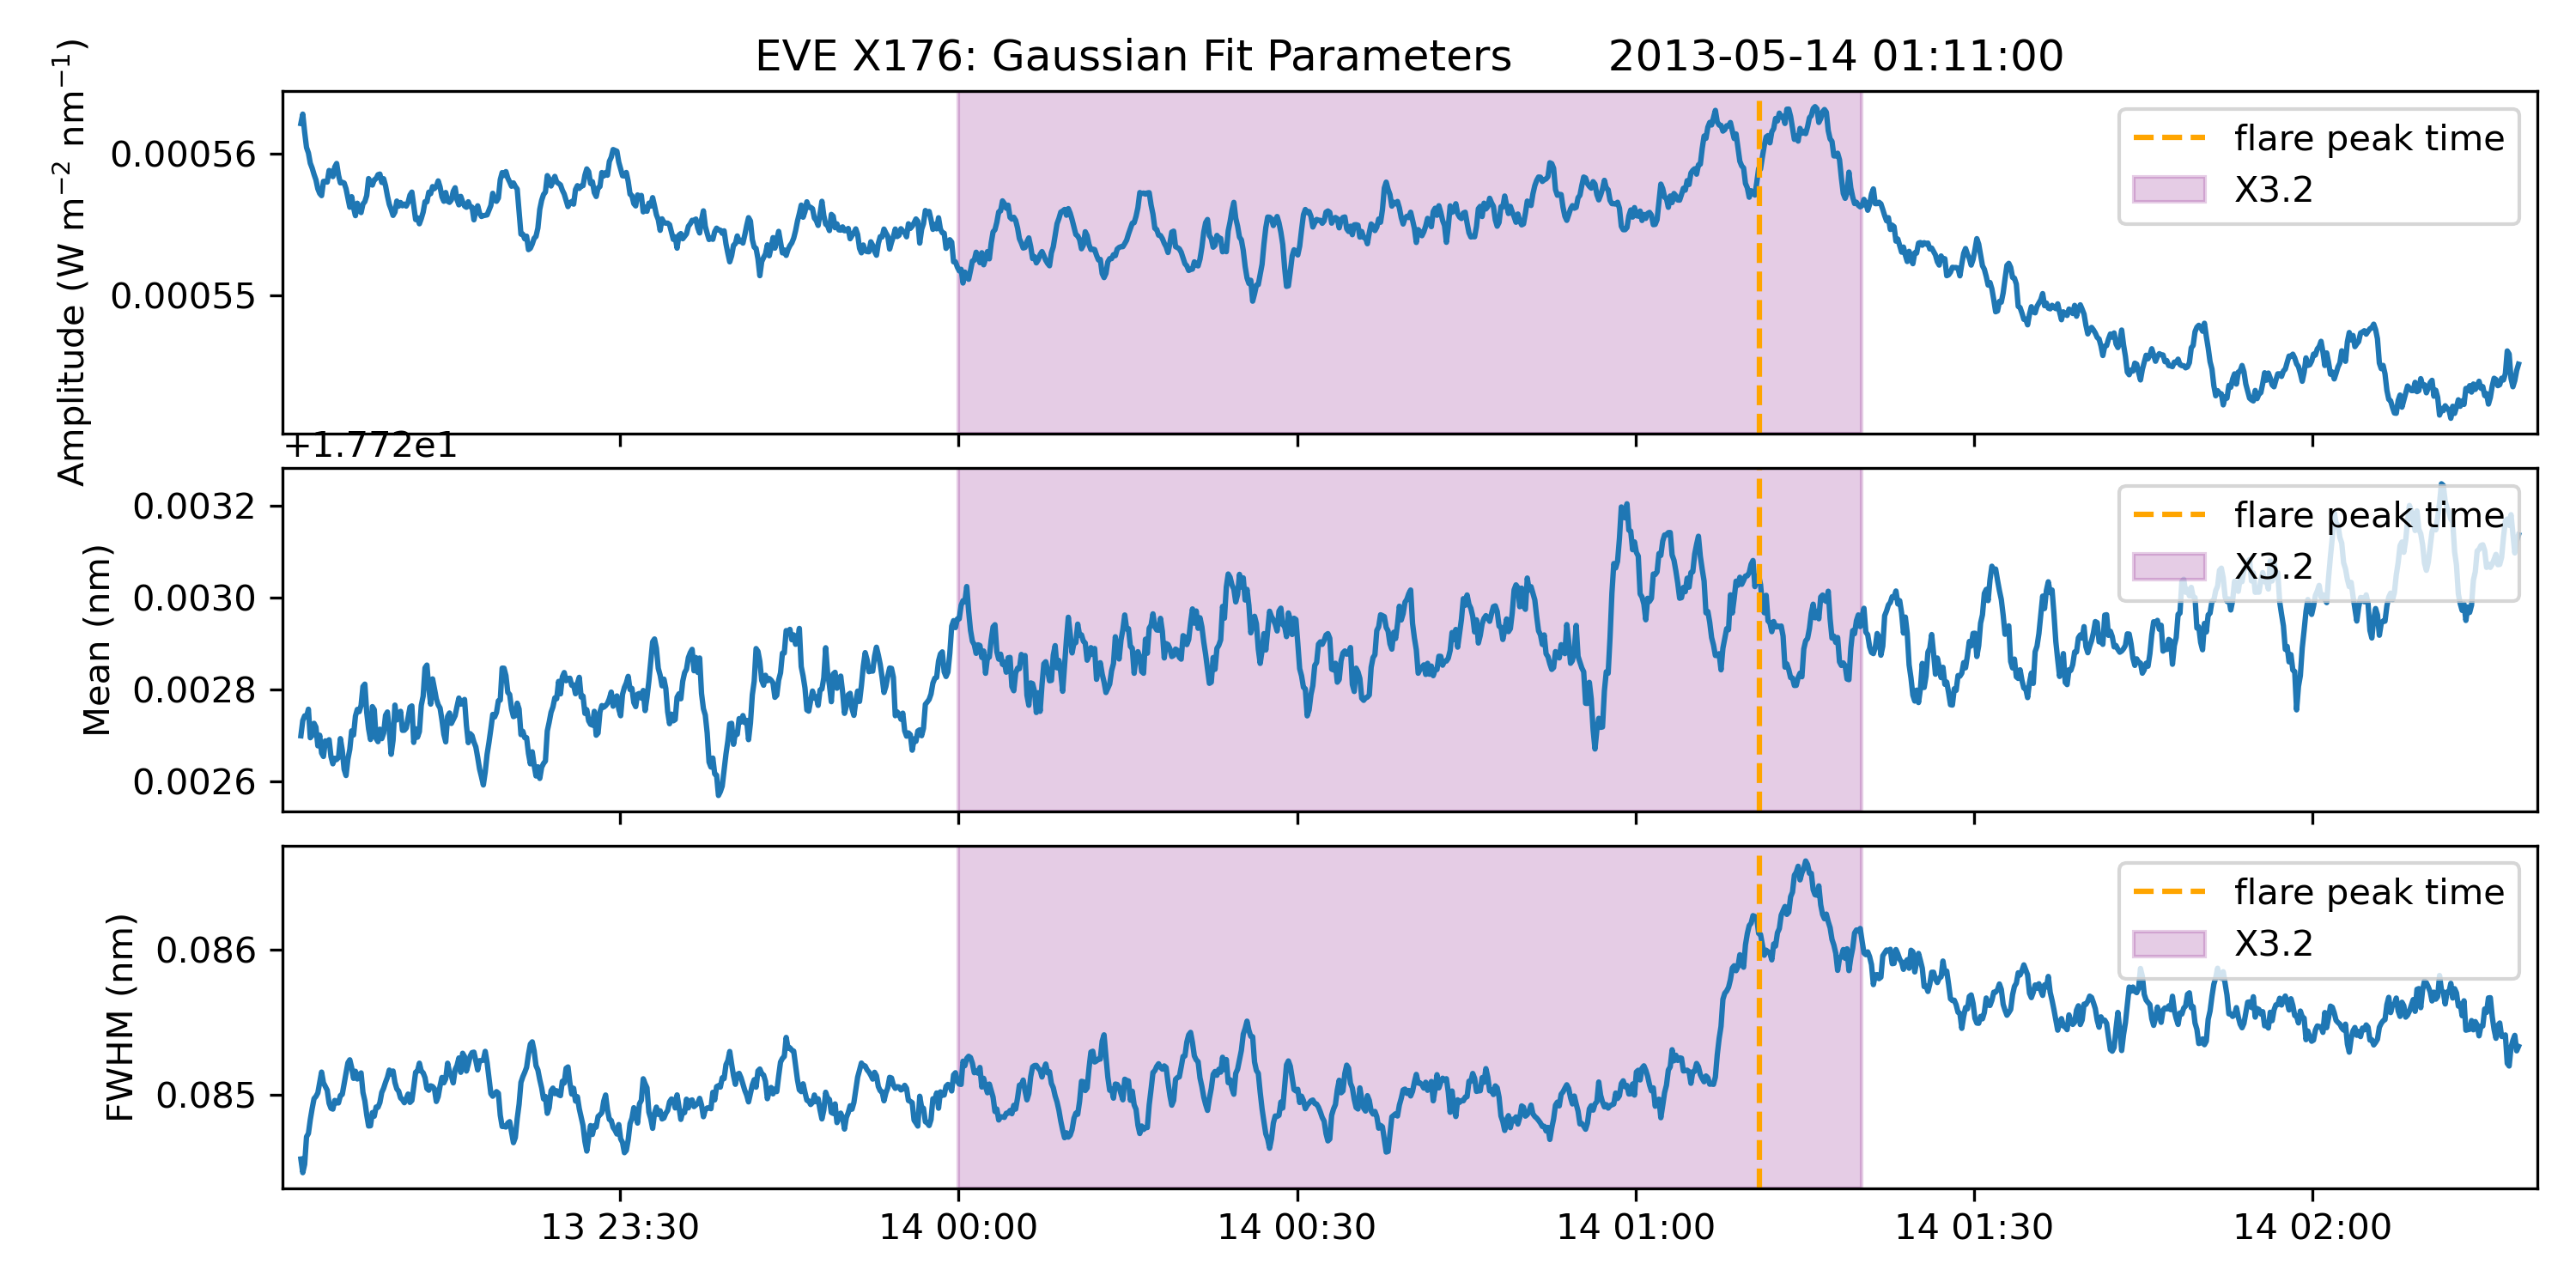 EVE X176: Gaussian Fit Parameters 2013-05-14 01:11:00
Amplitude (W m⁻² nm⁻¹)
0.00056
0.00055
flare peak time
X3.2
+1.772e1
Mean (nm)
0.0032
0.0030
0.0028
0.0026
flare peak time
X3.2
FWHM (nm)
0.086
0.085
flare peak time
X3.2
13 23:30
14 00:00
14 00:30
14 01:00
14 01:30
14 02:00